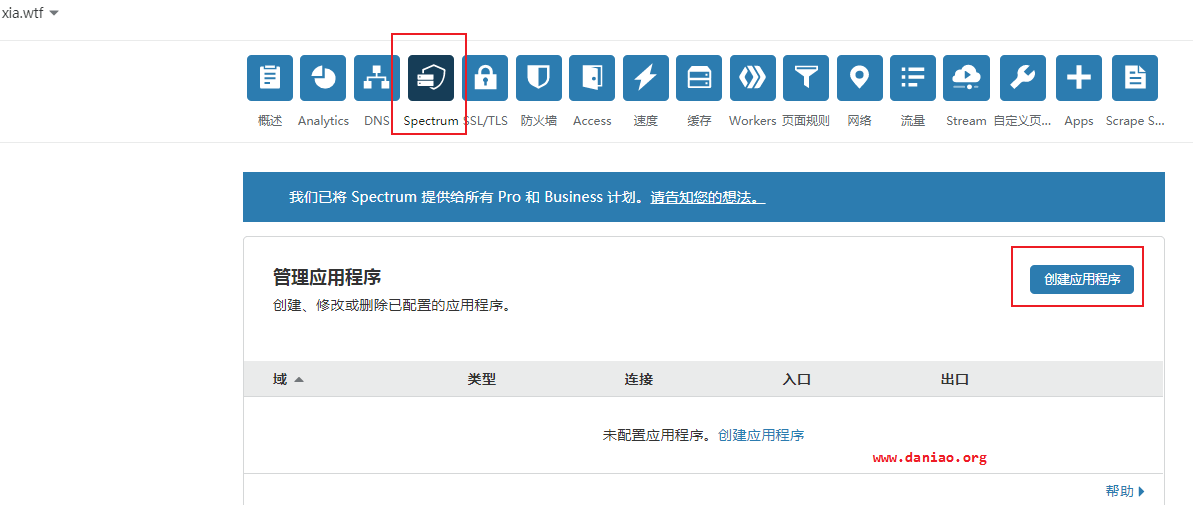 xia.wtf
概述 Analytics DNS Spectrum SSL/TLS 防火墙 Access 速度 缓存 Workers 页面规则 网络 流量 Stream 自定义页... Apps Scrape S...
我们已将 Spectrum 提供给所有 Pro 和 Business 计划。请告知您的想法。
管理应用程序
创建应用程序
创建、修改或删除已配置的应用程序。
域 类型 连接 入口 出口
未配置应用程序。创建应用程序
www.daniao.org
帮助